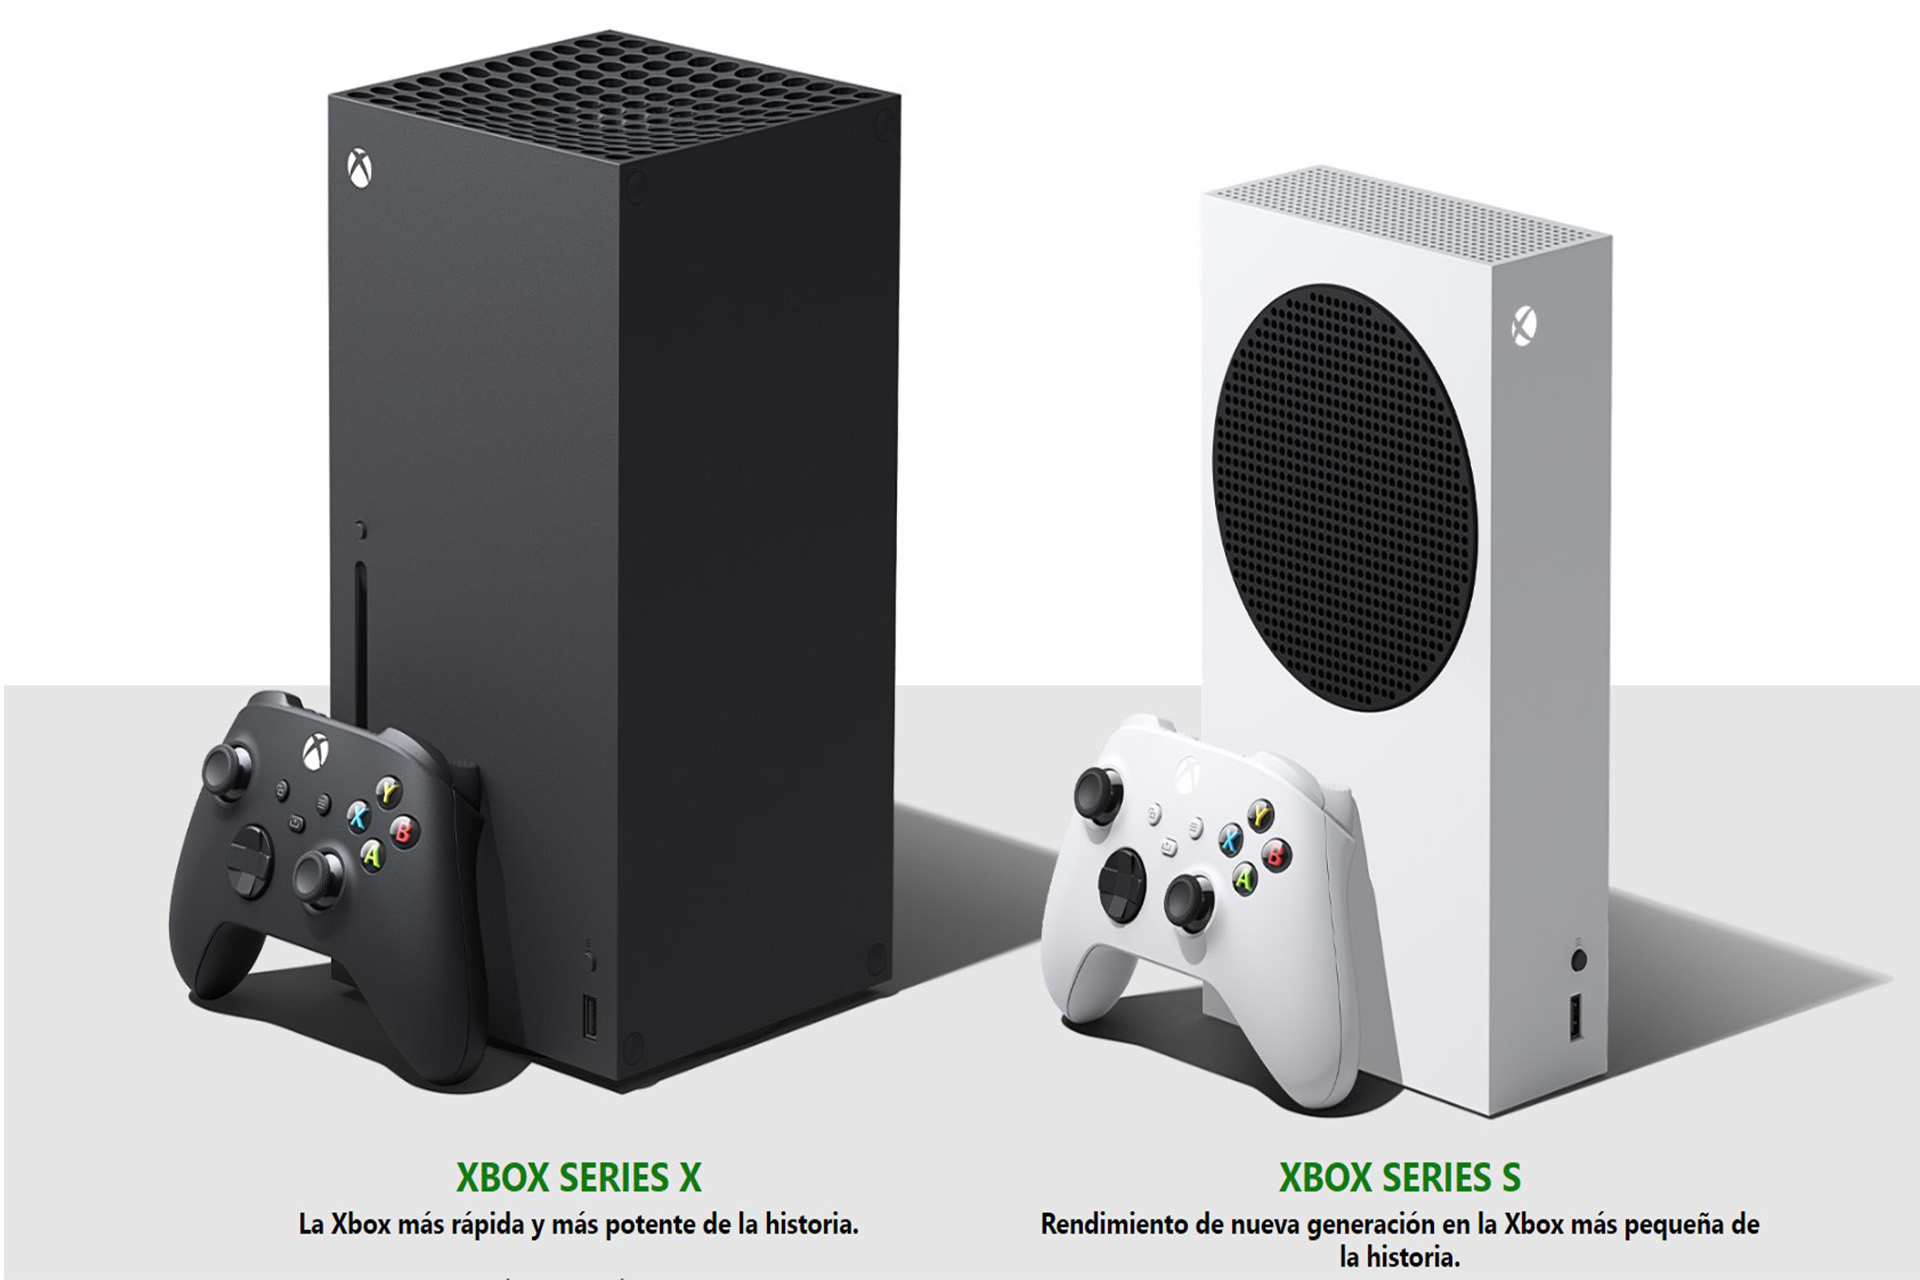 Y
X
B
A
Y
X
B
A
XBOX SERIES X
La Xbox más rápida y más potente de la historia.
XBOX SERIES S
Rendimiento de nueva generación en la Xbox más pequeña de
la historia.